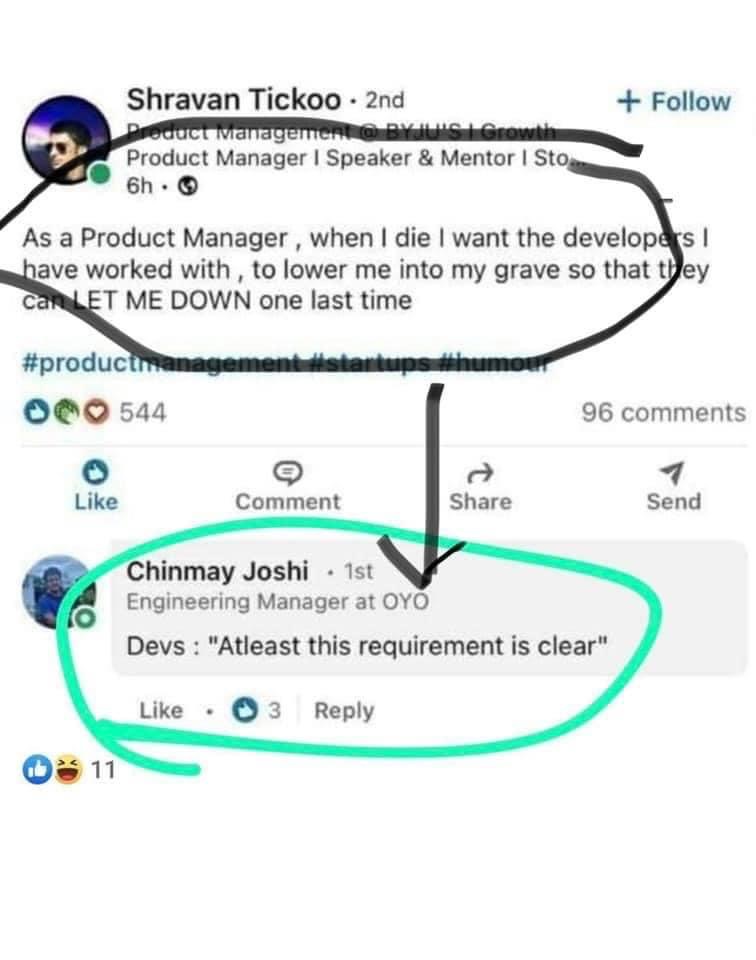 Shravan Tickoo · 2nd
+ Follow
Product Management @ BYJU'S I Growth
Product Manager I Speaker & Mentor I Sto...
6h ·
As a Product Manager , when I die I want the developers I
have worked with , to lower me into my grave so that they
can LET ME DOWN one last time
#productmanagement #startups #humour
544
96 comments
Like
Comment
Share
Send
Chinmay Joshi · 1st
Engineering Manager at OYO
Devs : "Atleast this requirement is clear"
Like · 3 | Reply
11